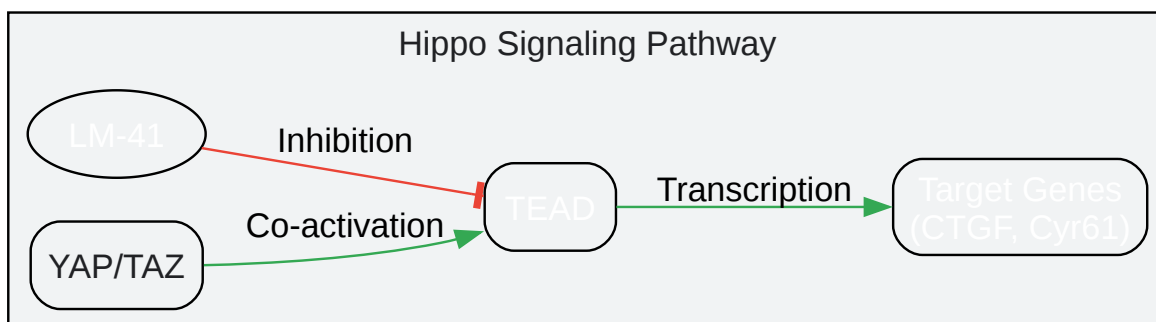 Hippo Signaling Pathway
LM-41
Inhibition
TEAD
Transcription
Target Genes
(CTGF, Cyr61)
Co-activation
YAP/TAZ